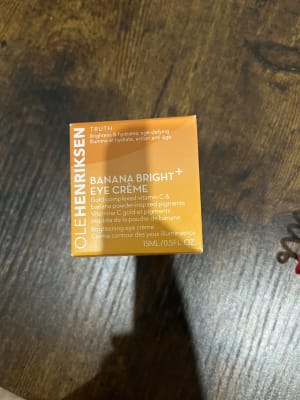 OLEHENRIKSEN
TRUTH
Brightens & hydrates, age-defying
Illumine et hydrate, action anti-âge
BANANA BRIGHT+
EYE CRÈME
Gold-complexed vitamin C &
banana powder-inspired pigments
Vitamine C gold et pigments
inspirés de la poudre de banane
Brightening eye crème
Crème contour des yeux illuminatrice
15ML/0.5FL OZ